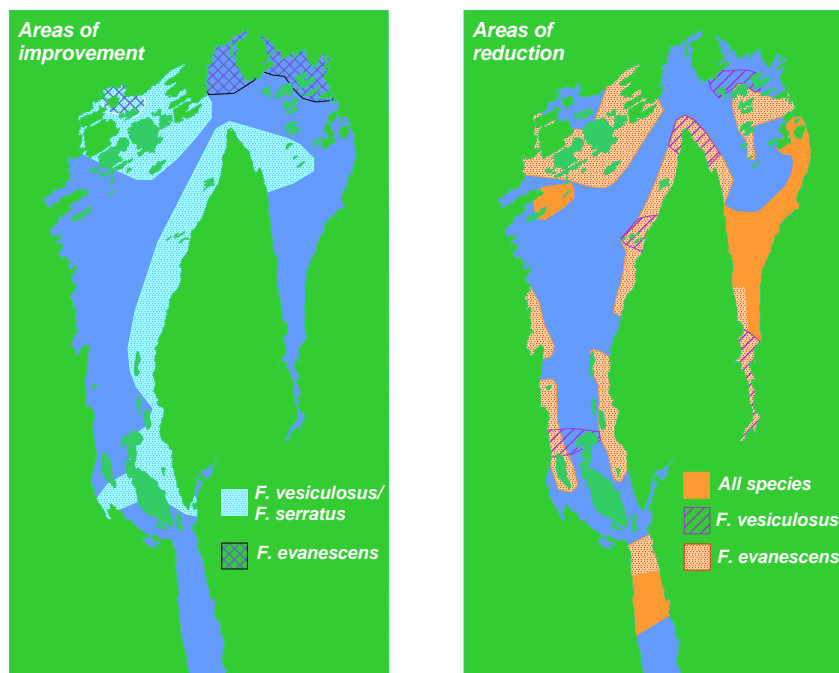 Areas of
improvement
F. vesiculosus/
F. serratus
F. evanescens
Areas of
reduction
All species
F. vesiculosus
F. evanescens